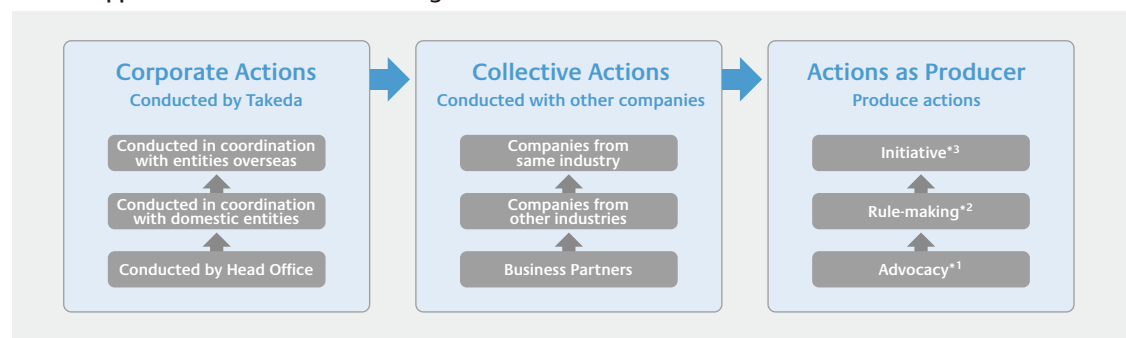 Corporate Actions
Conducted by Takeda
Conducted in coordination
with entities overseas
Conducted in coordination
with domestic entities
Conducted by Head Office
Collective Actions
Conducted with other companies
Companies from
same industry
Companies from
other industries
Business Partners
Actions as Producer
Produce actions
Initiative*3
Rule-making*2
Advocacy*1